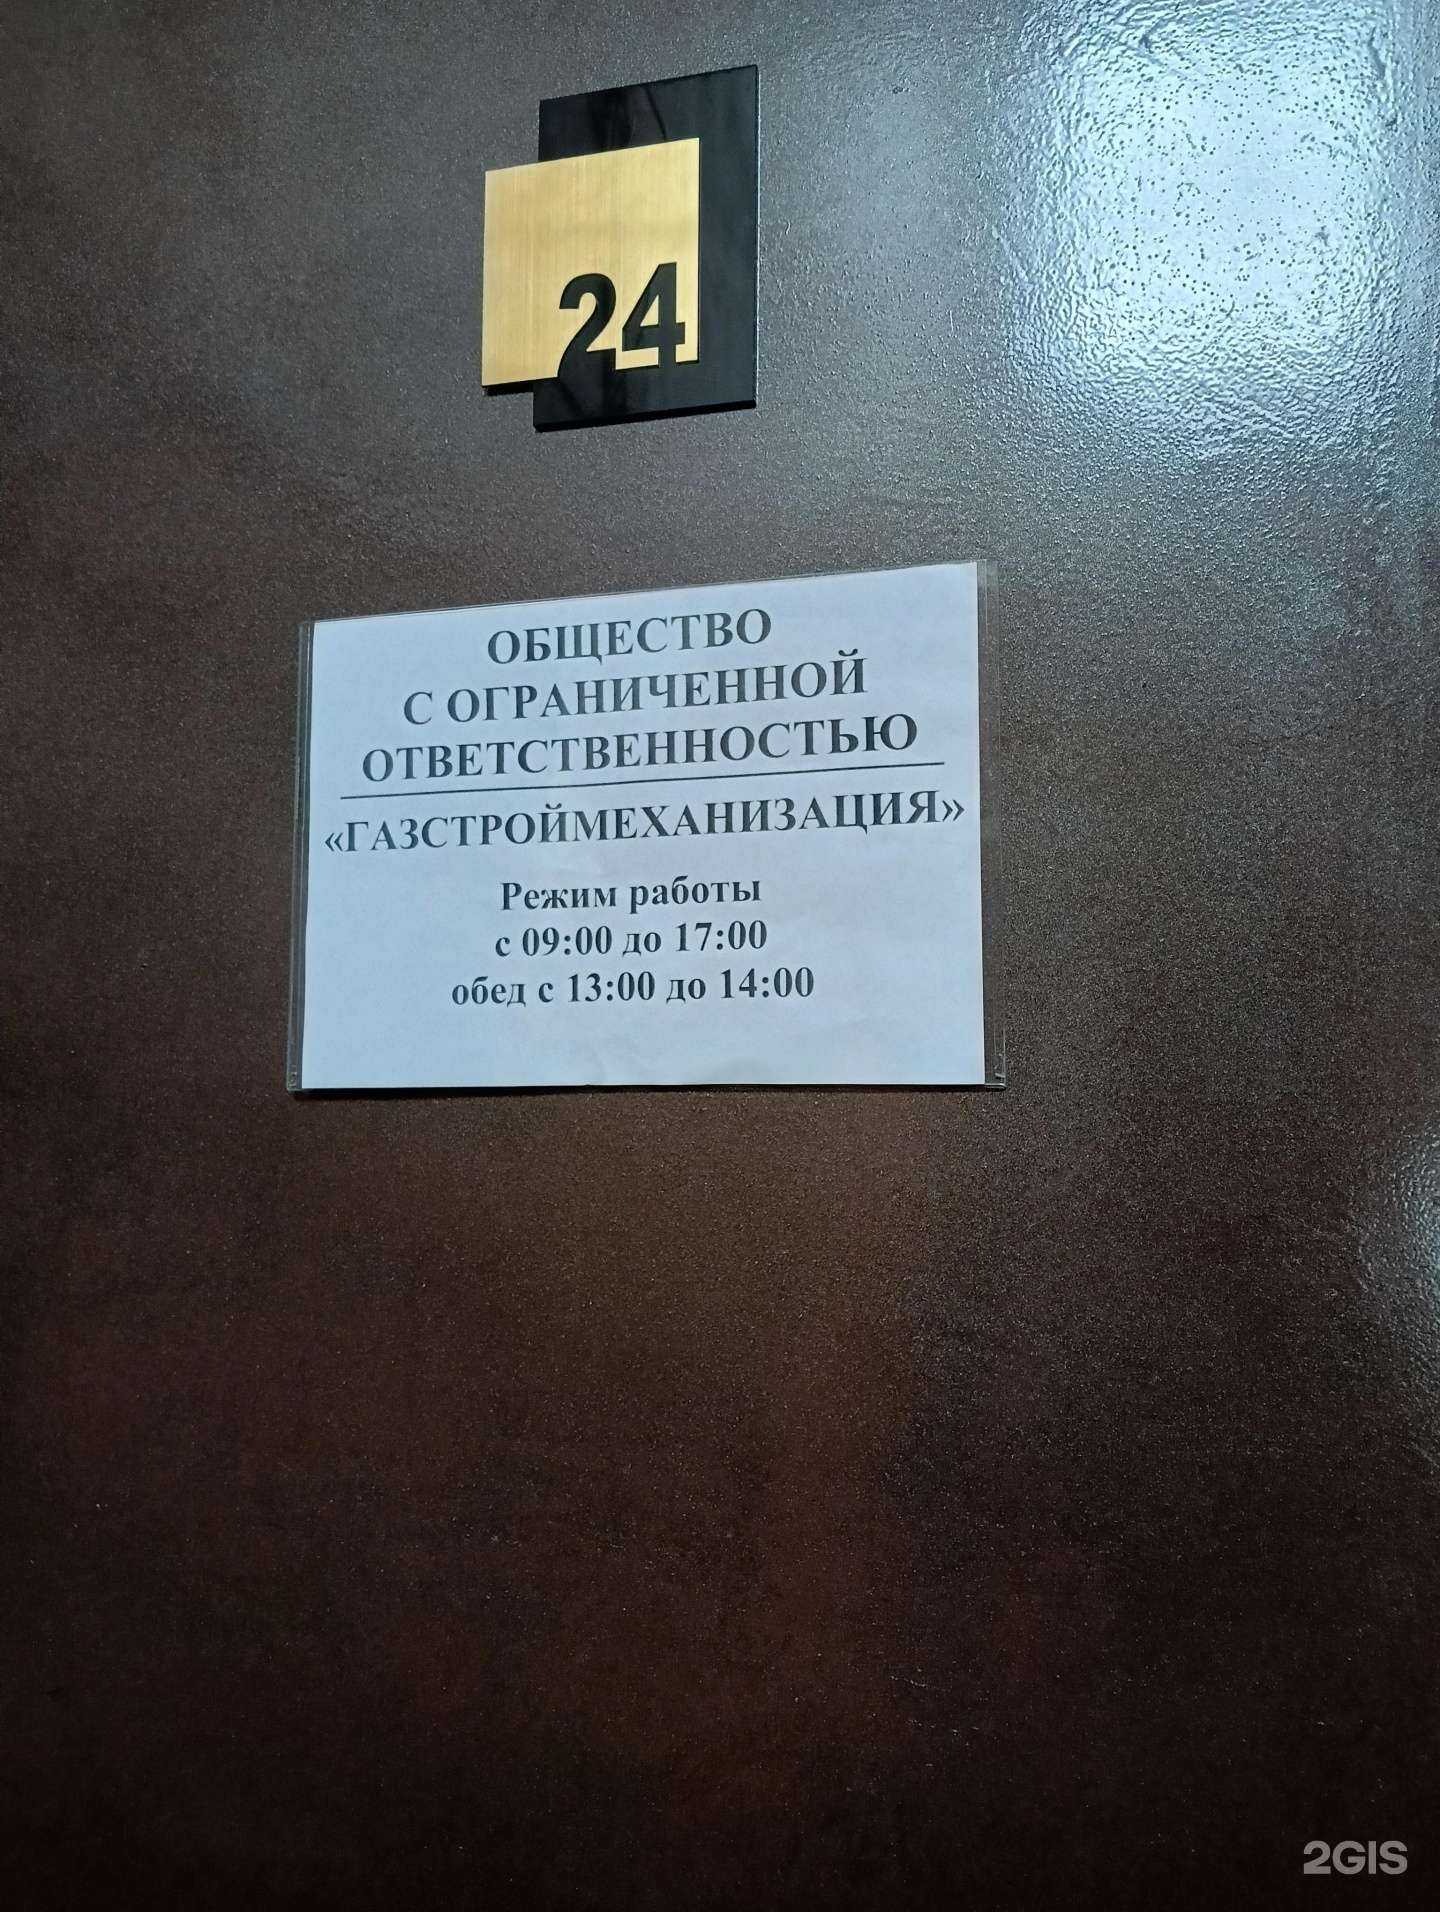 24
ОБЩЕСТВО
С ОГРАНИЧЕННОЙ
ОТВЕТСТВЕННОСТЬЮ
«ГАЗСТРОЙМЕХАНИЗАЦИЯ»
Режим работы
с 09:00 до 17:00
обед с 13:00 до 14:00
2GIS